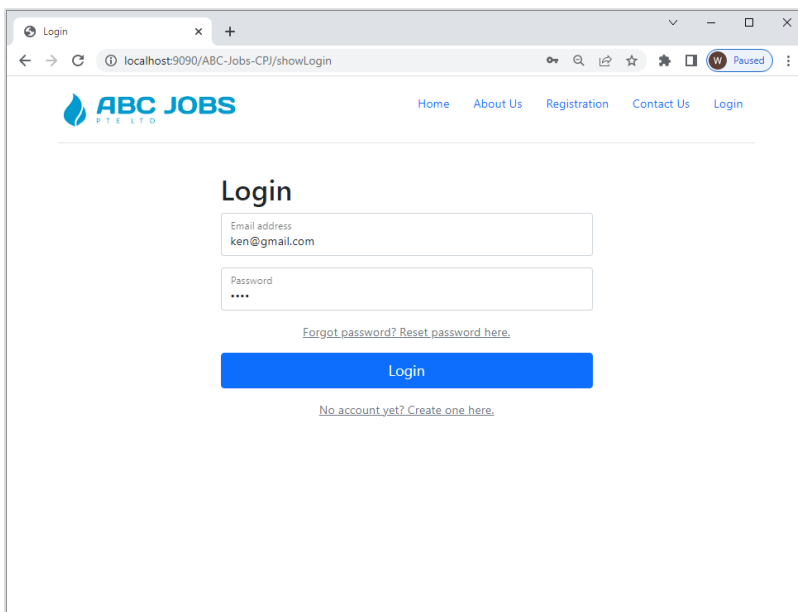 Login
localhost:9090/ABC-Jobs-CPJ/showLogin
W Paused
ABC JOBS
PTE LTD
Home About Us Registration Contact Us Login
Login
Email address
ken@gmail.com
Password
••••
Forgot password? Reset password here.
Login
No account yet? Create one here.